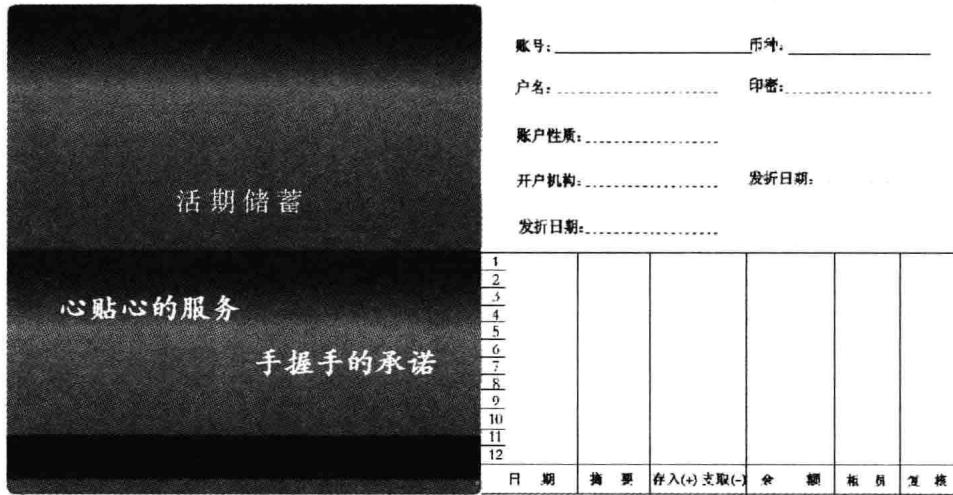 活期储蓄
心贴心的服务
手握手的承诺
账号: 币种:
户名: 印密:
账户性质:
开户机构: 发折日期:
发折日期:
1
2
3
4
5
6
7
8
9
10
11
12
日 期 摘 要 存入(+) 支取(-) 余 额 柜 员 复 核